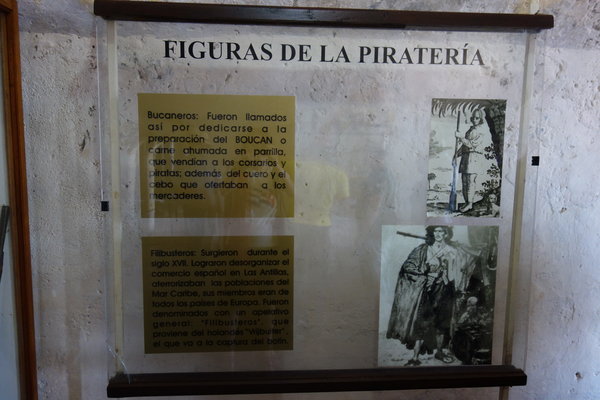 FIGURAS DE LA PIRATERÍA
Bucaneros: Fueron llamados
así por dedicarse a la
preparación del BOUCAN o
carne ahumada en parrilla,
que vendian a los corsarios y
piratas; además del cuero y el
cebo que ofertaban a los
mercaderes.
Filibusteros: Surgieron durante el
siglo XVII. Lograron desorganizar el
comercio español en Las Antillas,
aterrorizaban las poblaciones del
Mar Caribe, sus miembros eran de
todos los países de Europa. Fueron
denominados con un apelativo
general: "Filibusteros", que
proviene del holandés "Wijbuiter",
el que va a la captura del botín.